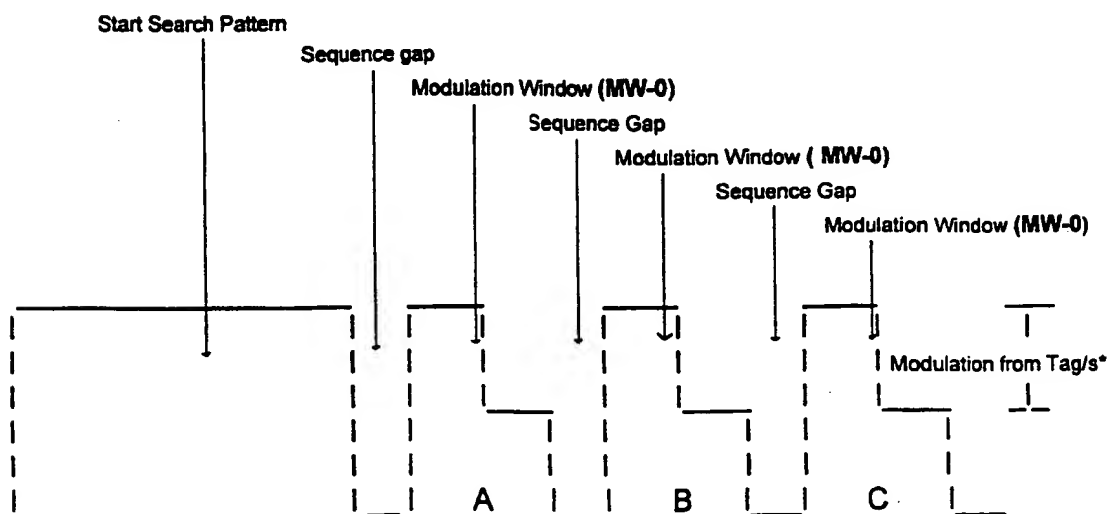 Start Search Pattern
Sequence gap
Modulation Window (MW-0)
Sequence Gap
Modulation Window ( MW-0)
Sequence Gap
Modulation Window (MW-0)
Modulation from Tag/s*
A B C